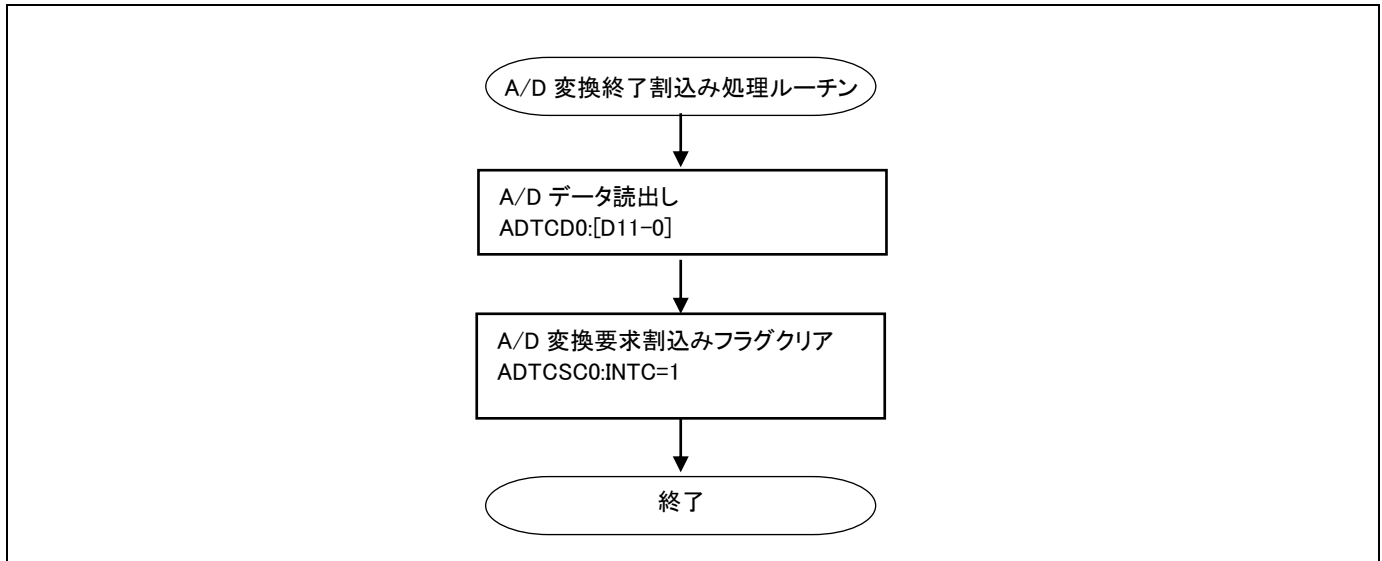 A/D 変換終了割込み処理ルーチン
A/D データ読出し
ADTCD0:[D11-0]
A/D 変換要求割込みフラグクリア
ADTCSC0:INTC=1
終了